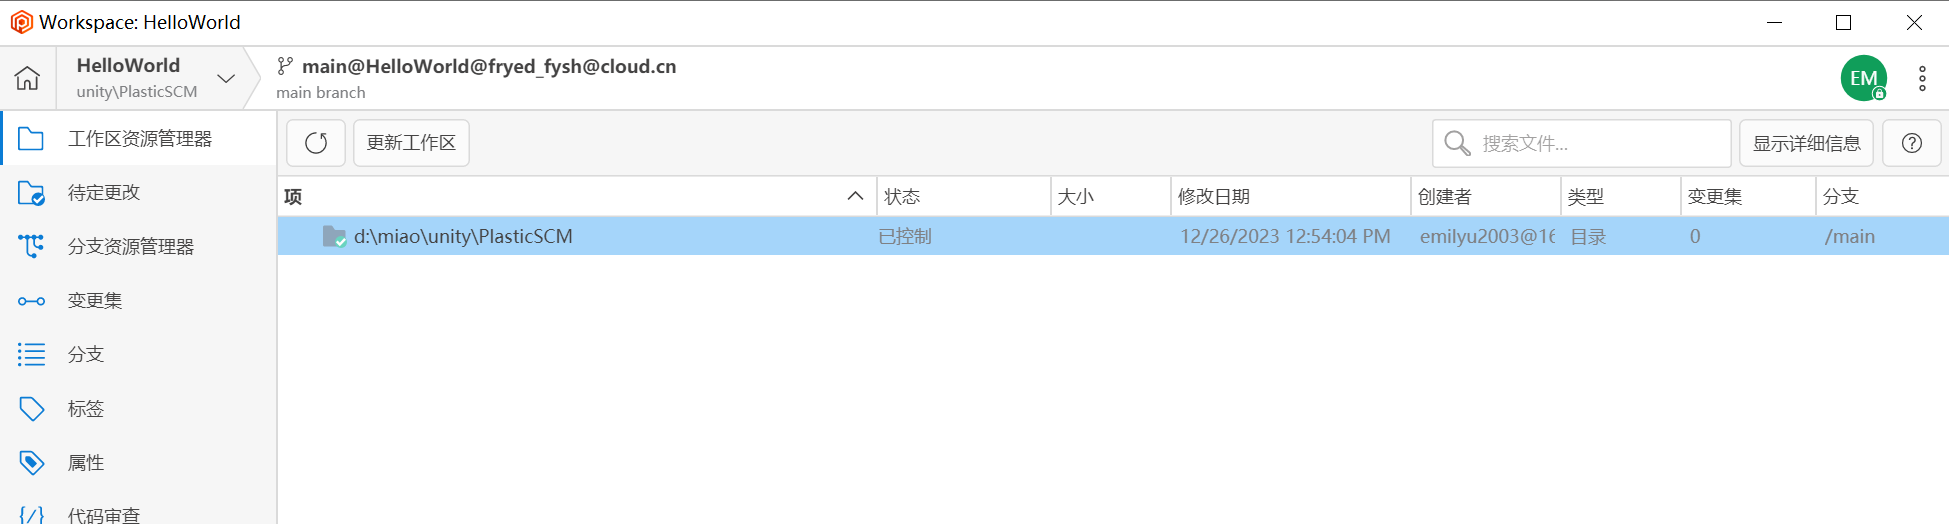 Workspace: HelloWorld
HelloWorld
unity\PlasticSCM
main@HelloWorld@fryed_fysh@cloud.cn
main branch
EM
工作区资源管理器
待定更改
分支资源管理器
变更集
分支
标签
属性
代码审查
更新工作区
搜索文件...
显示详细信息
项 状态 大小 修改日期 创建者 类型 变更集 分支
d:\miao\unity\PlasticSCM 已控制 12/26/2023 12:54:04 PM emilyu2003@16 目录 0 /main